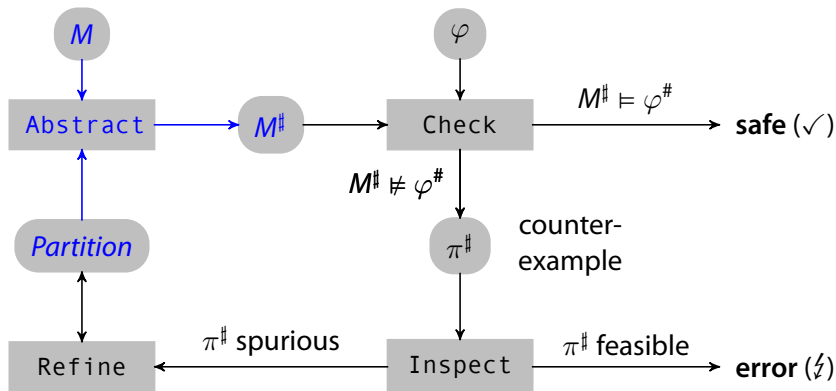 M
φ
Abstract
M♯
Check
M♯ ⊨ φ#
safe (✓)
M♯ ⊭ φ#
Partition
π♯
counter-
example
Refine
π♯ spurious
Inspect
π♯ feasible
error (↯)